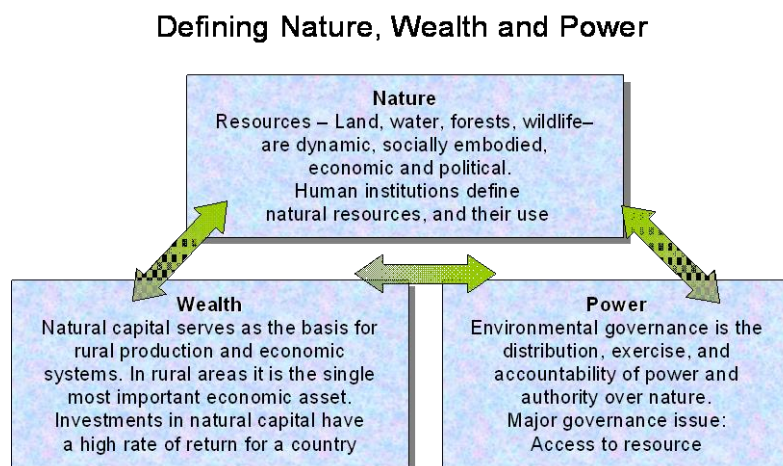 Defining Nature, Wealth and Power
Nature
Resources – Land, water, forests, wildlife–
are dynamic, socially embodied,
economic and political.
Human institutions define
natural resources, and their use
Wealth
Natural capital serves as the basis for
rural production and economic
systems. In rural areas it is the single
most important economic asset.
Investments in natural capital have
a high rate of return for a country
Power
Environmental governance is the
distribution, exercise, and
accountability of power and
authority over nature.
Major governance issue:
Access to resource